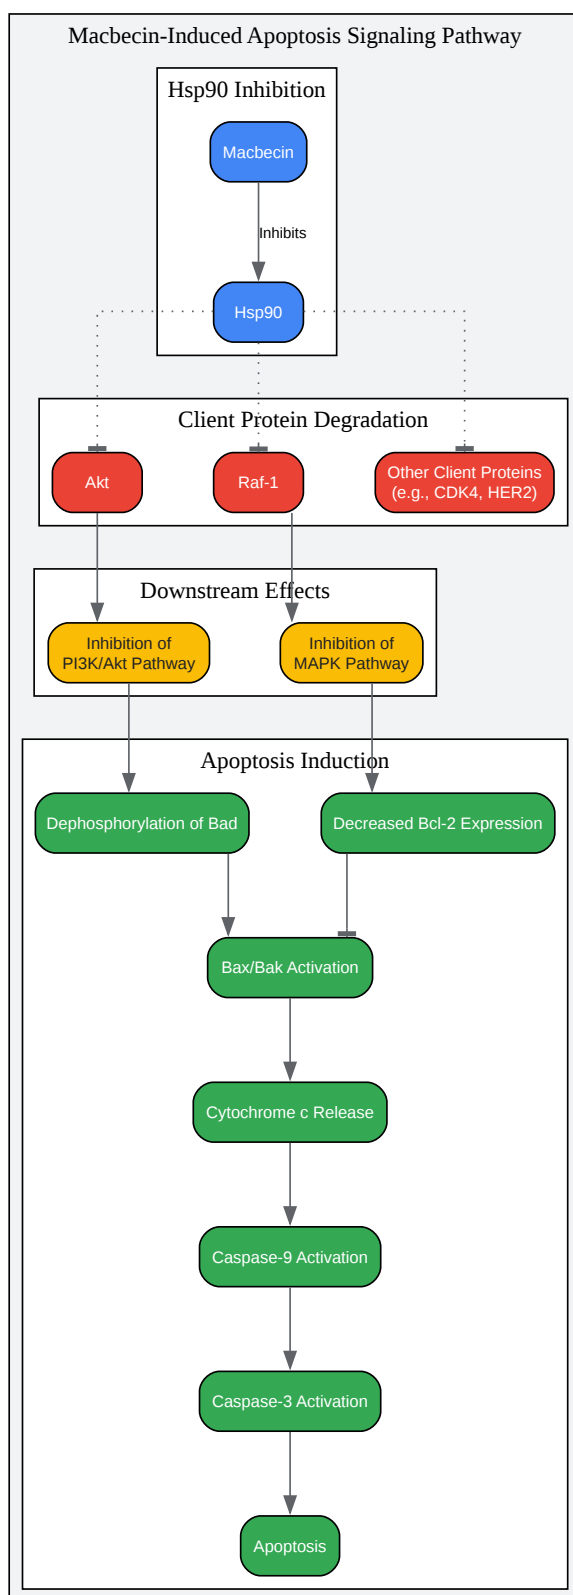 Macbecin-Induced Apoptosis Signaling Pathway
Hsp90 Inhibition
Macbecin
Inhibits
Hsp90
Client Protein Degradation
Akt
Raf-1
Other Client Proteins
(e.g., CDK4, HER2)
Downstream Effects
Inhibition of
PI3K/Akt Pathway
Inhibition of
MAPK Pathway
Apoptosis Induction
Dephosphorylation of Bad
Decreased Bcl-2 Expression
Bax/Bak Activation
Cytochrome c Release
Caspase-9 Activation
Caspase-3 Activation
Apoptosis